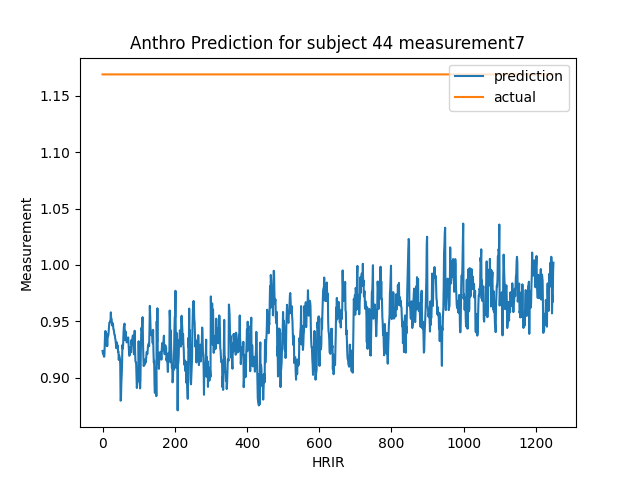 Anthro Prediction for subject 44 measurement7
prediction
actual
1.15
1.10
1.05
1.00
0.95
0.90
Measurement
0 200 400 600 800 1000 1200
HRIR